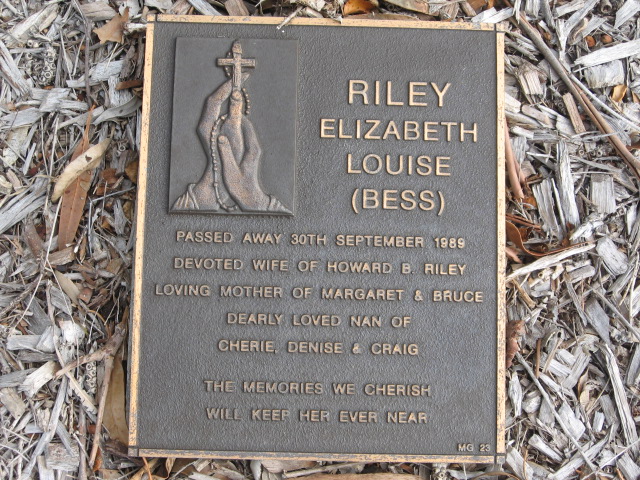 RILEY
ELIZABETH
LOUISE
(BESS)
PASSED AWAY 30TH SEPTEMBER 1989
DEVOTED WIFE OF HOWARD B. RILEY
LOVING MOTHER OF MARGARET & BRUCE
DEARLY LOVED NAN OF
CHERIE, DENISE & CRAIG
THE MEMORIES WE CHERISH
WILL KEEP HER EVER NEAR
MG 23